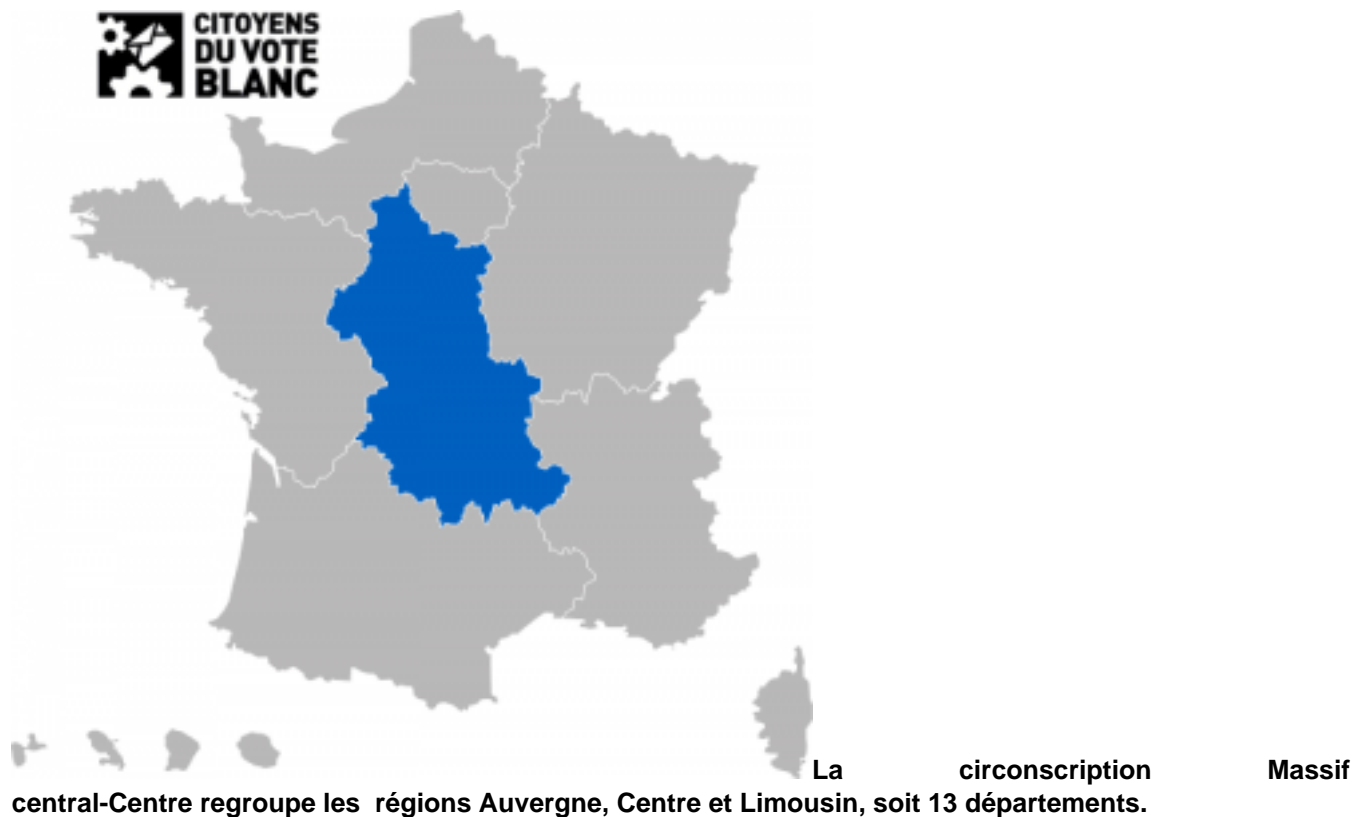 CITOYENS
DU VOTE
BLANC
La circonscription Massif
central-Centre regroupe les régions Auvergne, Centre et Limousin, soit 13 départements.